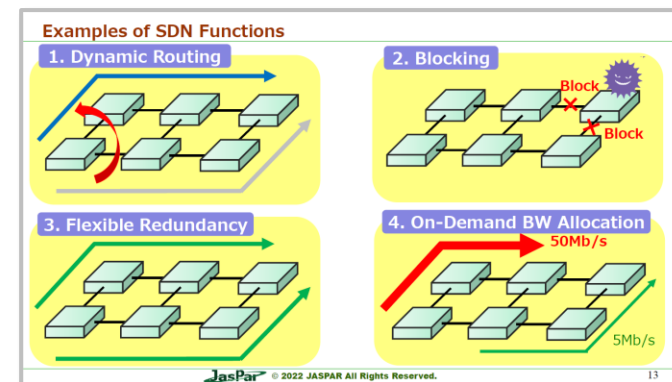 Examples of SDN Functions
1. Dynamic Routing
2. Blocking
Block
Block
3. Flexible Redundancy
4. On-Demand BW Allocation
50Mb/s
5Mb/s
JasPar © 2022 JASPAR All Rights Reserved.
13